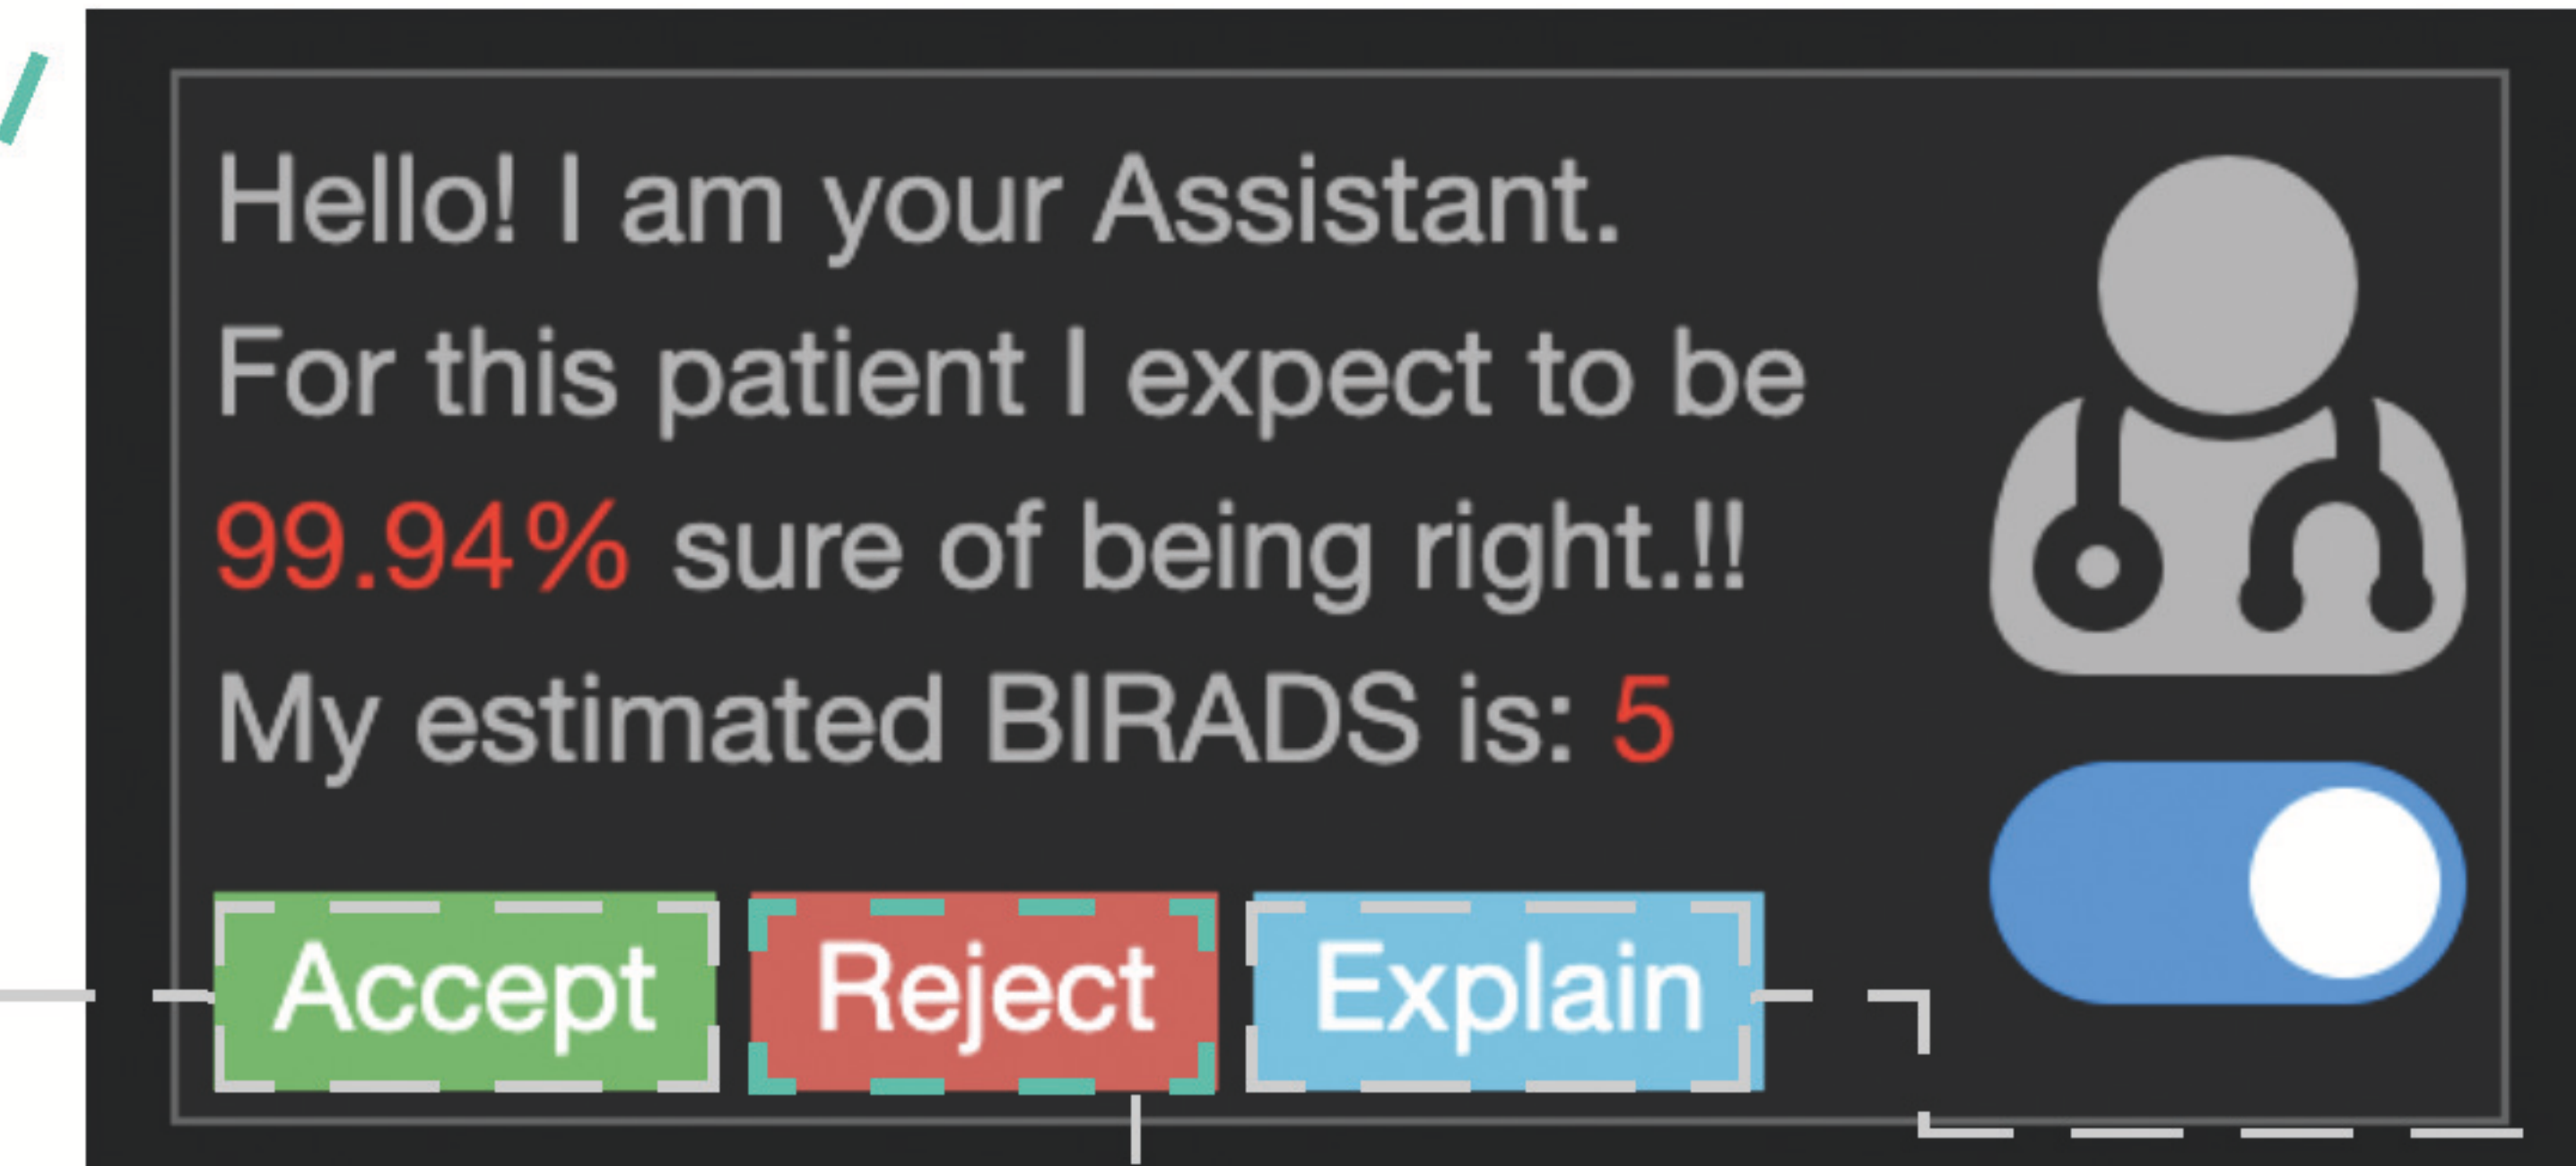 Hello! I am your Assistant.
For this patient I expect to be
99.94% sure of being right.!!
My estimated BIRADS is: 5
Accept Reject Explain